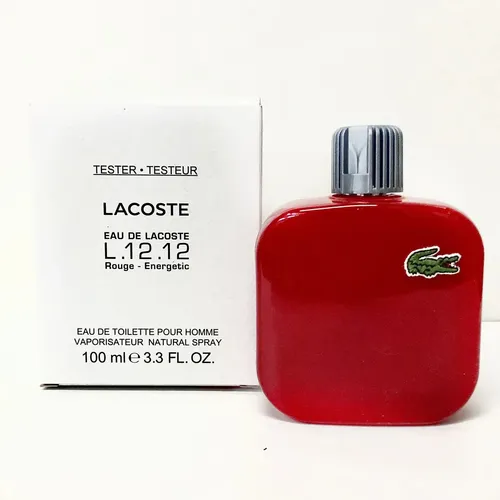 TESTER • TESTEUR
LACOSTE
EAU DE LACOSTE
L.12.12
Rouge - Energetic
EAU DE TOILETTE POUR HOMME
VAPORISATEUR NATURAL SPRAY
100 ml ℮ 3.3 FL. OZ.